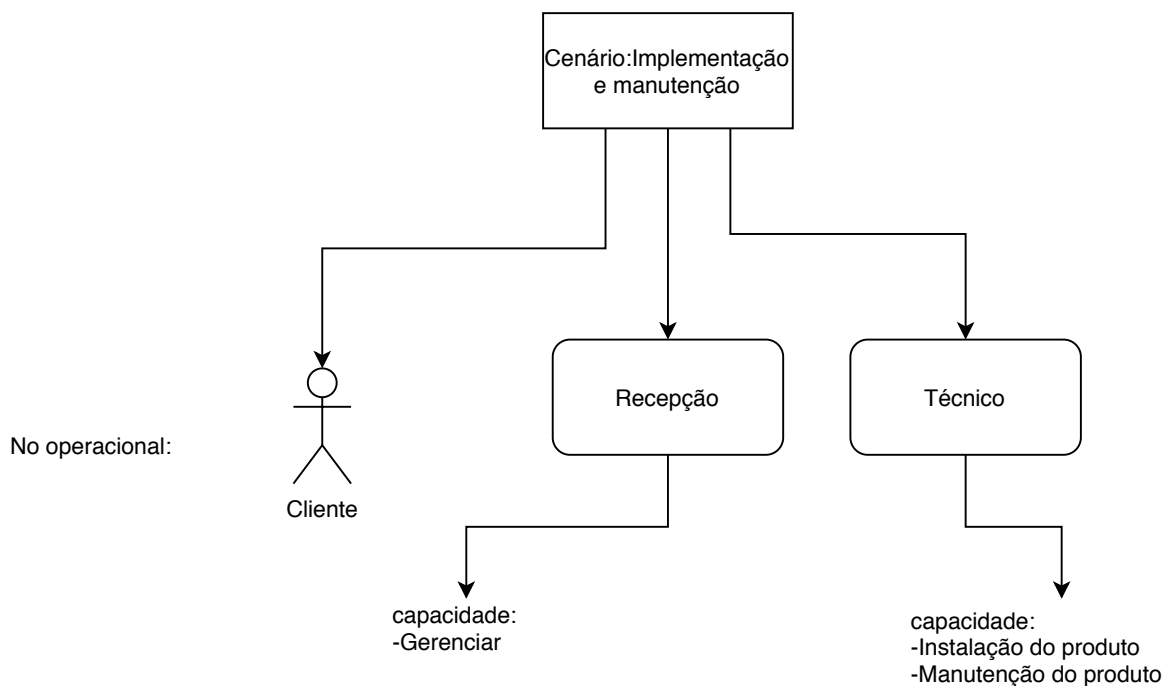 Cenário:Implementação
e manutenção
Recepção
Técnico
No operacional:
Cliente
capacidade:
-Gerenciar
capacidade:
-Instalação do produto
-Manutenção do produto